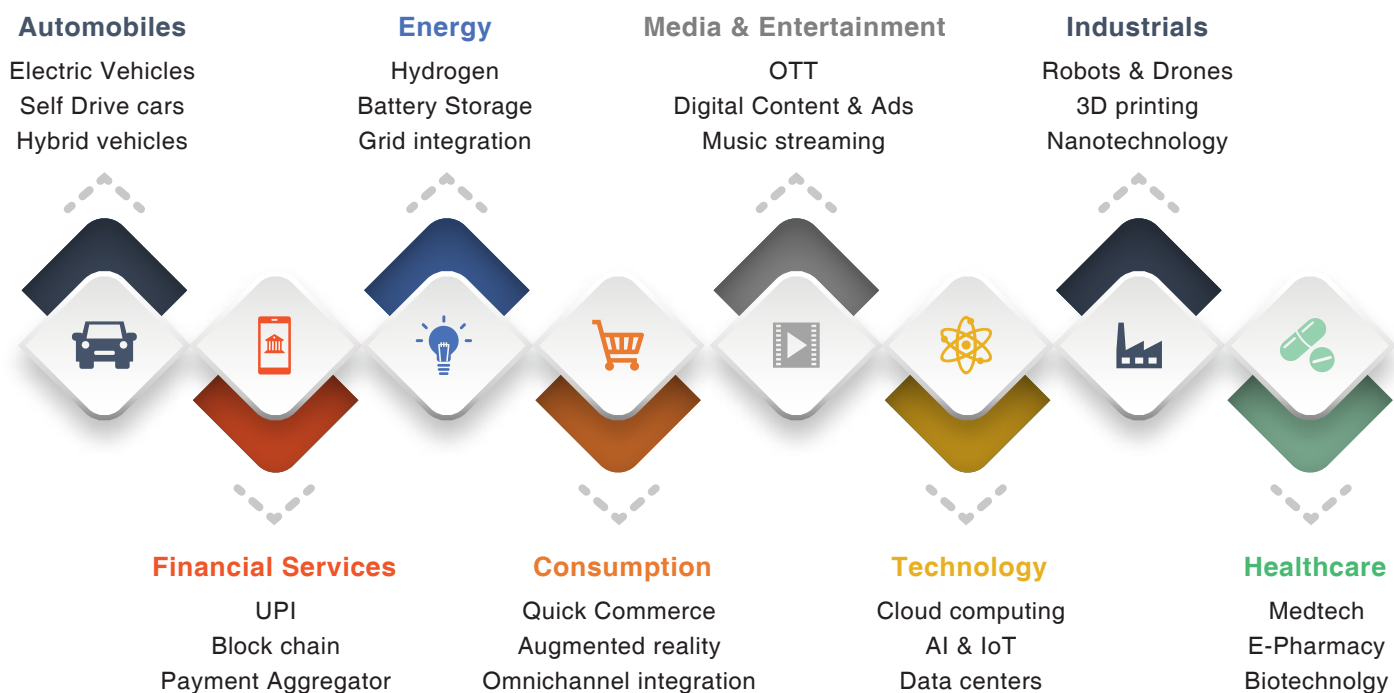 Automobiles
Electric Vehicles
Self Drive cars
Hybrid vehicles
Energy
Hydrogen
Battery Storage
Grid integration
Media & Entertainment
OTT
Digital Content & Ads
Music streaming
Industrials
Robots & Drones
3D printing
Nanotechnology
Financial Services
UPI
Block chain
Payment Aggregator
Consumption
Quick Commerce
Augmented reality
Omnichannel integration
Technology
Cloud computing
AI & IoT
Data centers
Healthcare
Medtech
E-Pharmacy
Biotechnolgy